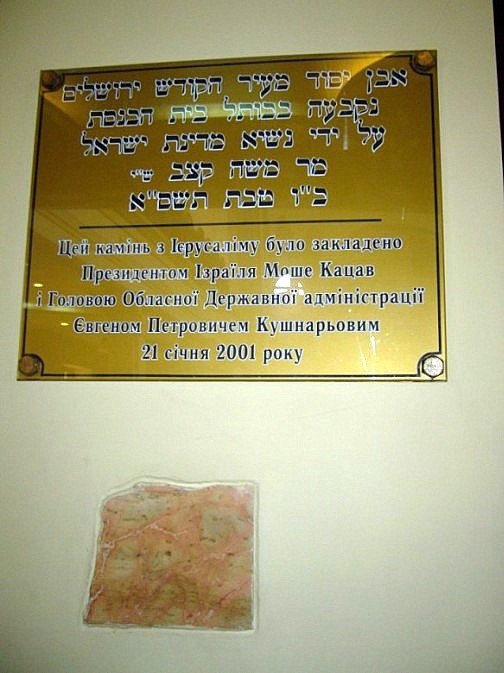 אבן יסוד מעיר הקודש ירושלים
נקבעה בכותל בית הכנסת
על ידי נשיא מדינת ישראל
מר משה קצב ש"י
כ"ו טבת תשס"א
Цей камінь з Ієрусаліму було закладено
Президентом Ізраїля Моше Кацав
і Головою Обласної Державної адміністрації
Євгеном Петровичем Кушнарьовим
21 січня 2001 року